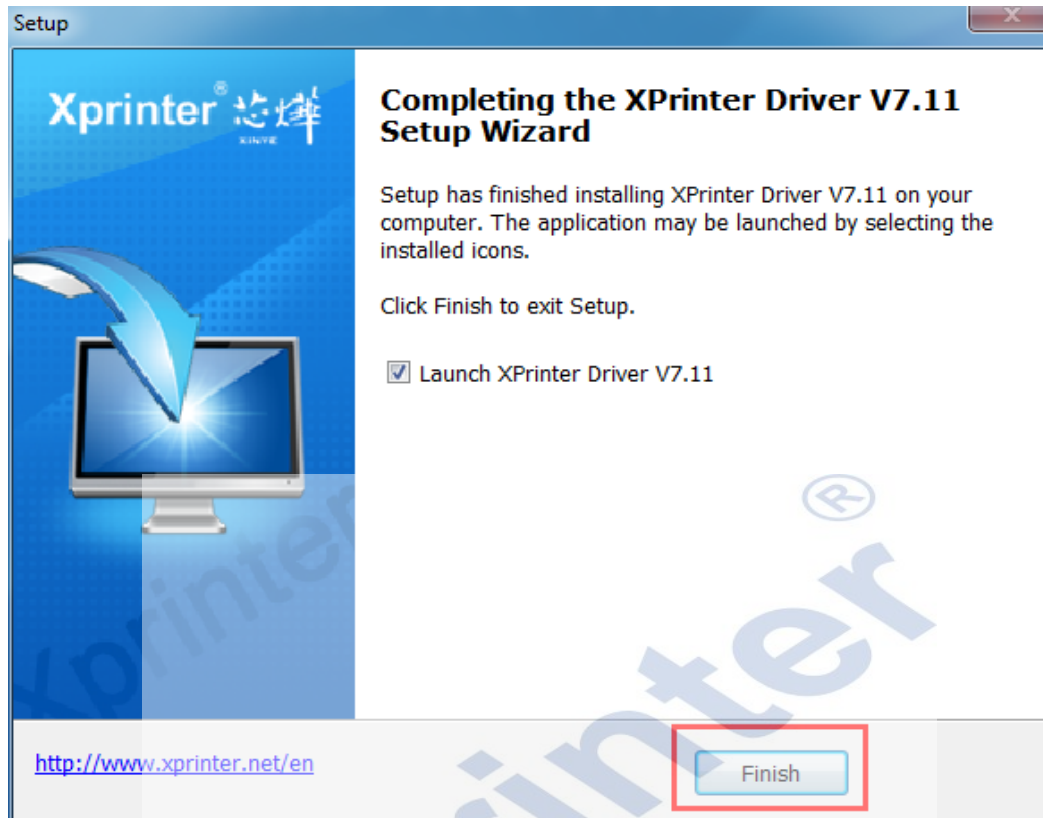 Setup
Xprinter® 芯烨
XINYE
Completing the XPrinter Driver V7.11
Setup Wizard
Setup has finished installing XPrinter Driver V7.11 on your
computer. The application may be launched by selecting the
installed icons.
Click Finish to exit Setup.
Launch XPrinter Driver V7.11
Xprinter
®
inter
http://www.xprinter.net/en
Finish